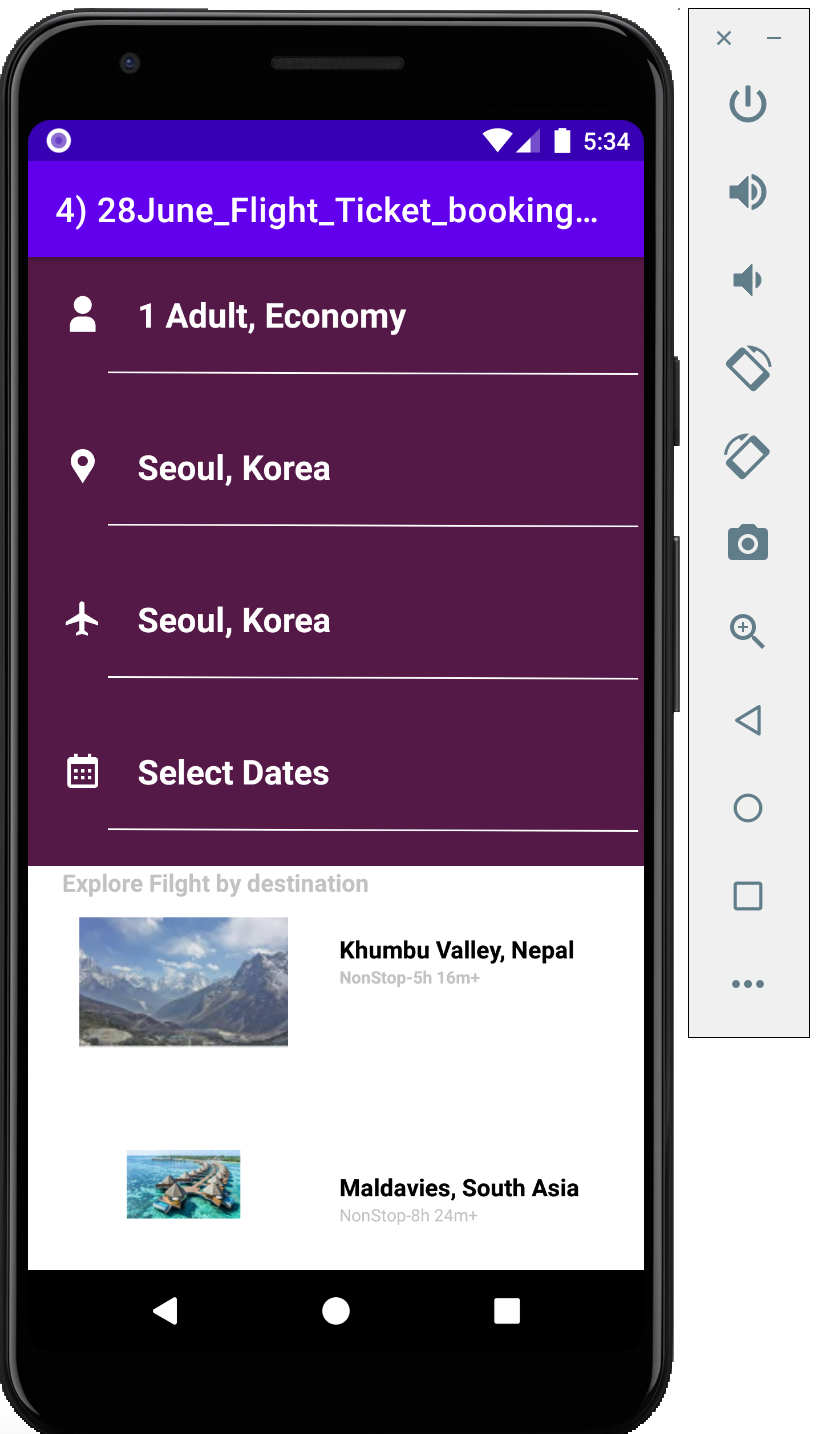 5:34
4) 28June_Flight_Ticket_booking...
1 Adult, Economy
Seoul, Korea
Seoul, Korea
Select Dates
Explore Filght by destination
Khumbu Valley, Nepal
NonStop-5h 16m+
Maldavies, South Asia
NonStop-8h 24m+